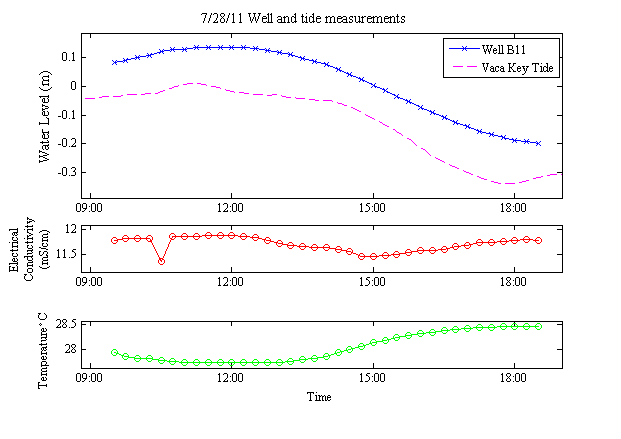 7/28/11 Well and tide measurements
Well B11
Vaca Key Tide
Water Level (m)
0.1
0
-0.1
-0.2
-0.3
09:00 12:00 15:00 18:00
Electrical
Conductivity
(mS/cm)
12
11.5
09:00 12:00 15:00 18:00
Temperature°C
28.5
28
09:00 12:00 15:00 18:00
Time